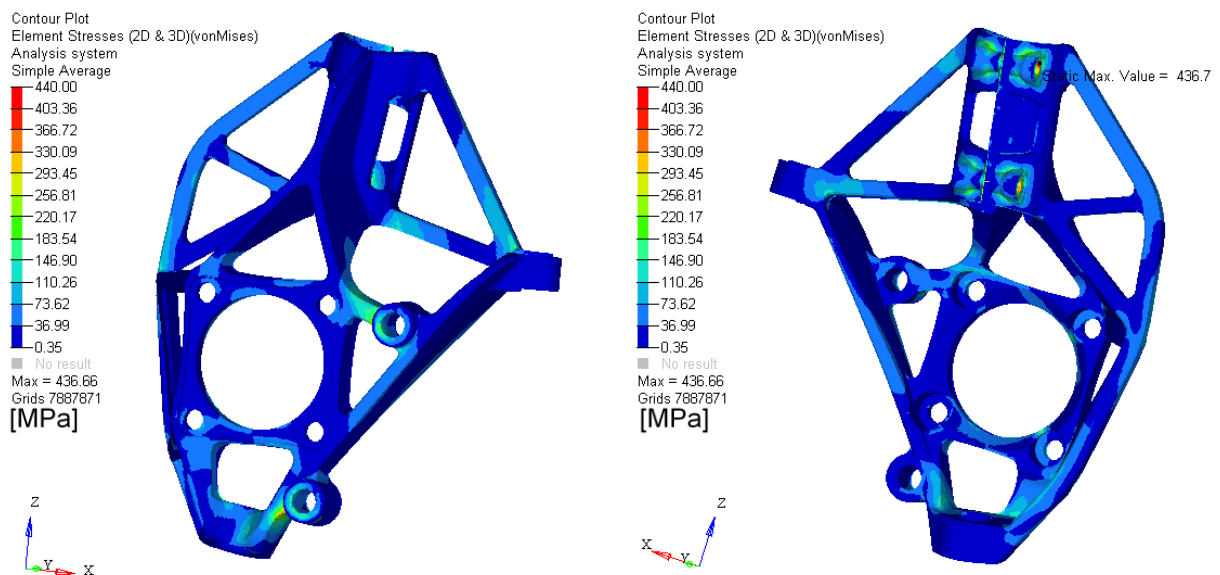 Contour Plot
Element Stresses (2D & 3D)(vonMises)
Analysis system
Simple Average
440.00
403.36
366.72
330.09
293.45
256.81
220.17
183.54
146.90
110.26
73.62
36.99
0.35
No result
Max = 436.66
Grids 7887871
[MPa]
Z
Y
X
Contour Plot
Element Stresses (2D & 3D)(vonMises)
Analysis system
Simple Average
Static Max. Value = 436.7
440.00
403.36
366.72
330.09
293.45
256.81
220.17
183.54
146.90
110.26
73.62
36.99
0.35
No result
Max = 436.66
Grids 7887871
[MPa]
Z
X
Y